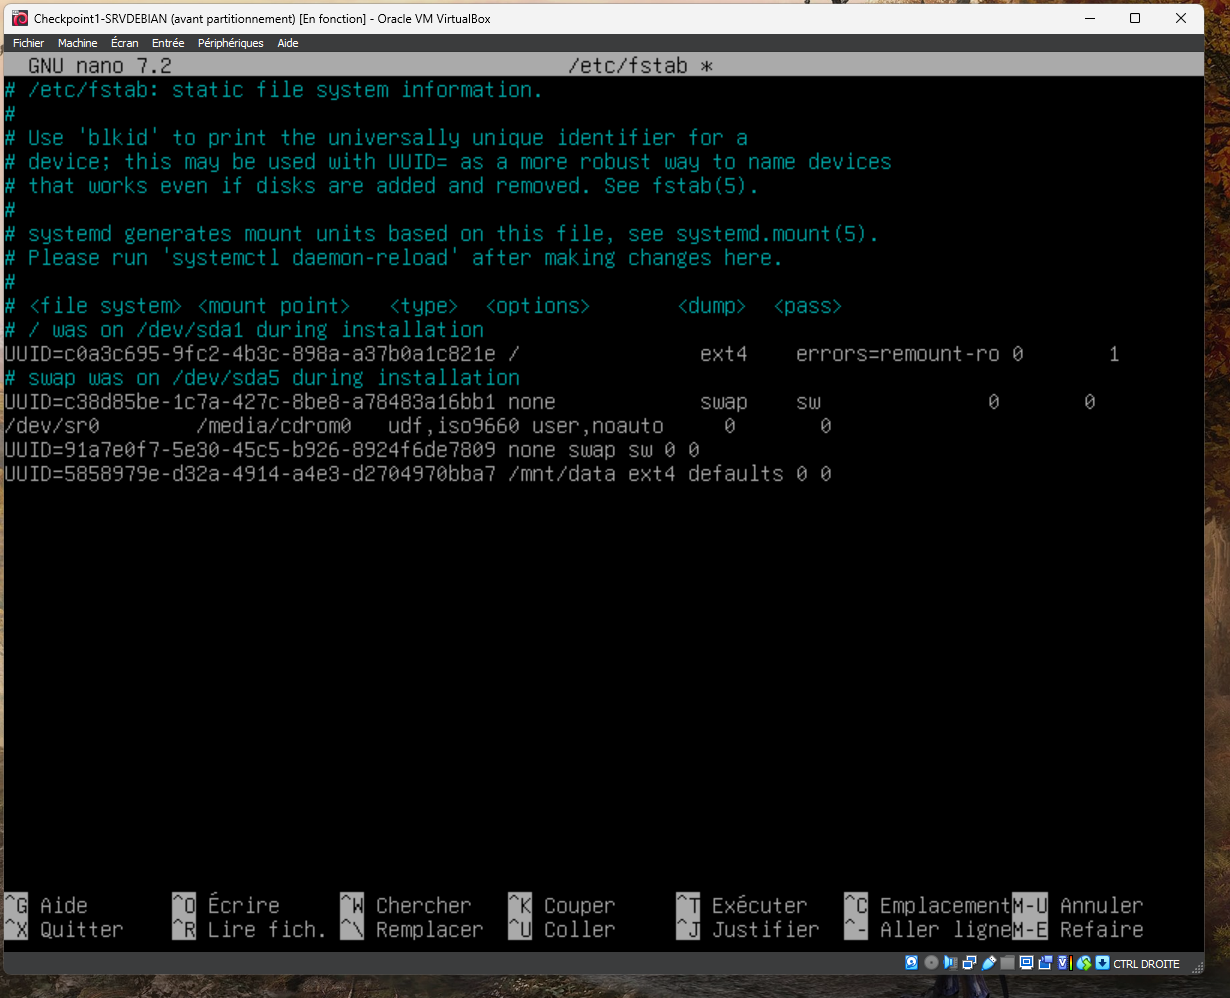 Checkpoint1-SRVDEBIAN (avant partitionnement) [En fonction] - Oracle VM VirtualBox
Fichier Machine Écran Entrée Périphériques Aide
GNU nano 7.2 /etc/fstab *
# /etc/fstab: static file system information.
#
# Use 'blkid' to print the universally unique identifier for a
# device; this may be used with UUID= as a more robust way to name devices
# that works even if disks are added and removed. See fstab(5).
#
# systemd generates mount units based on this file, see systemd.mount(5).
# Please run 'systemctl daemon-reload' after making changes here.
#
# <file system> <mount point> <type> <options> <dump> <pass>
# / was on /dev/sda1 during installation
UUID=c0a3c695-9fc2-4b3c-898a-a37b0a1c821e / ext4 errors=remount-ro 0 1
# swap was on /dev/sda5 during installation
UUID=c38d85be-1c7a-427c-8be8-a78483a16bb1 none swap sw 0 0
/dev/sr0 /media/cdrom0 udf,iso9660 user,noauto 0 0
UUID=91a7e0f7-5e30-45c5-b926-8924f6de7809 none swap sw 0 0
UUID=5858979e-d32a-4914-a4e3-d2704970bba7 /mnt/data ext4 defaults 0 0
^G Aide ^O Écrire ^W Chercher ^K Couper ^T Exécuter ^C Emplacement M-U Annuler
^X Quitter ^R Lire fich. ^\ Remplacer ^U Coller ^J Justifier ^- Aller ligne M-E Refaire
CTRL DROITE